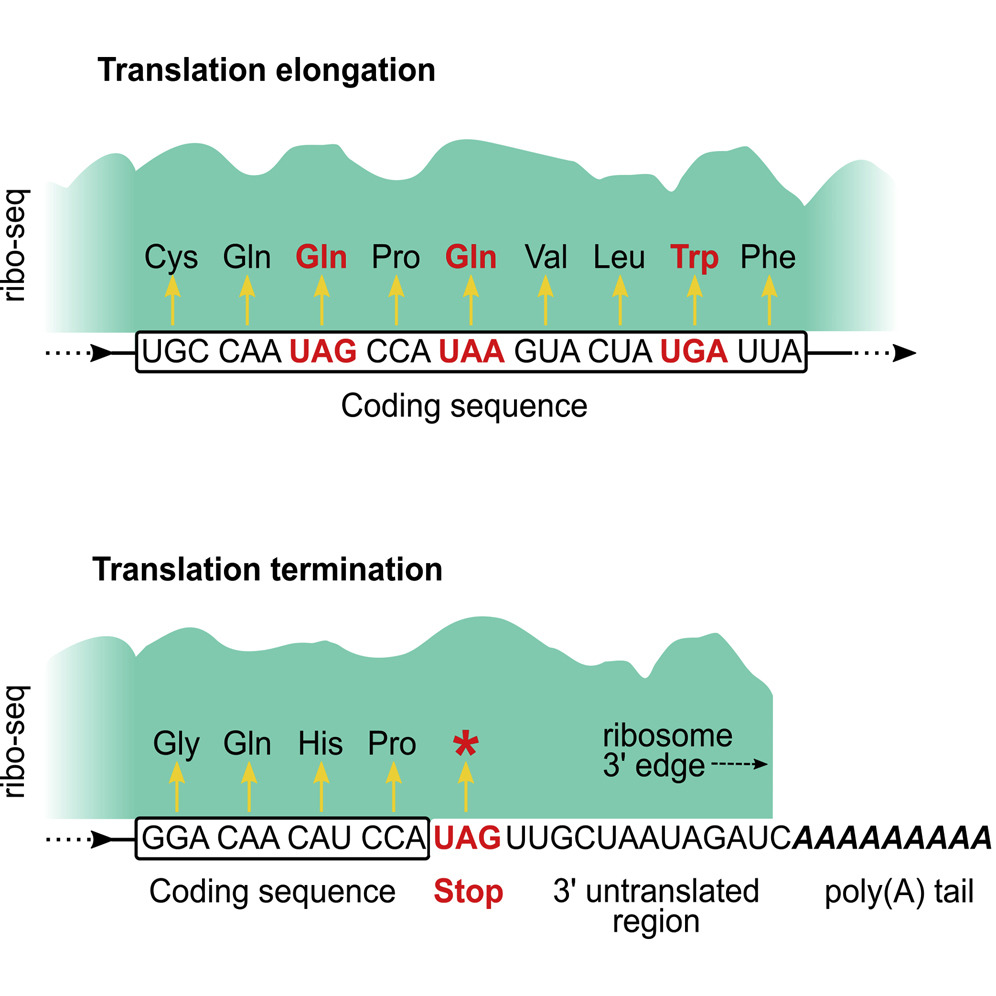 Translation elongation
ribo-seq
Cys Gln Gln Pro Gln Val Leu Trp Phe
UGC CAA UAG CCA UAA GUA CUA UGA UUA
Coding sequence
Translation termination
ribo-seq
Gly Gln His Pro *
ribosome
3' edge
GGA CAA CAU CCA UAG UUGCUAAUAGAUCAAAAAAAAA
Coding sequence Stop 3' untranslated
region
poly(A) tail